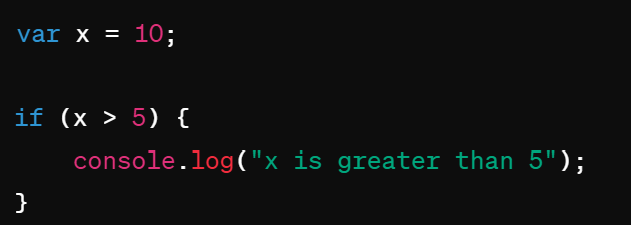 var x = 10;
if (x > 5) {
    console.log("x is greater than 5");
}